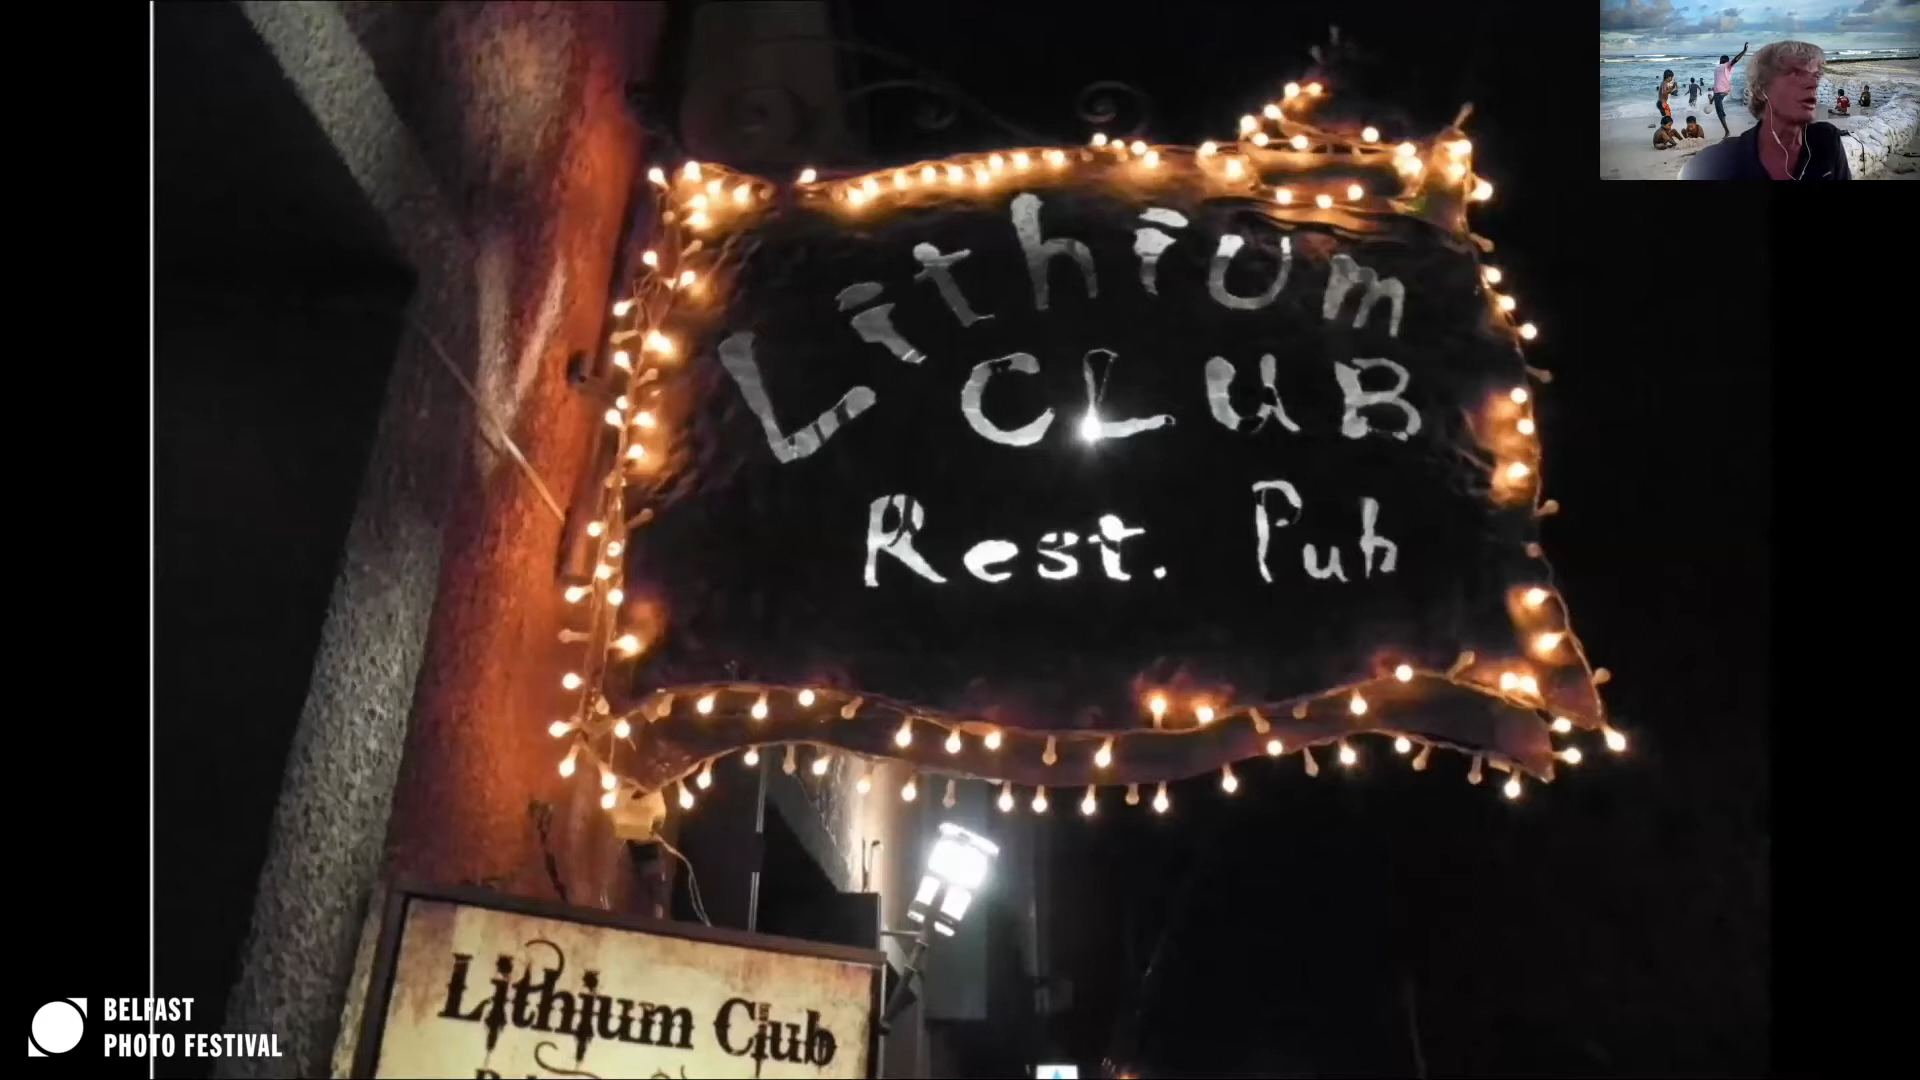 Lithium
CLUB
Rest. Pub
Lithium Club
BELFAST
PHOTO FESTIVAL